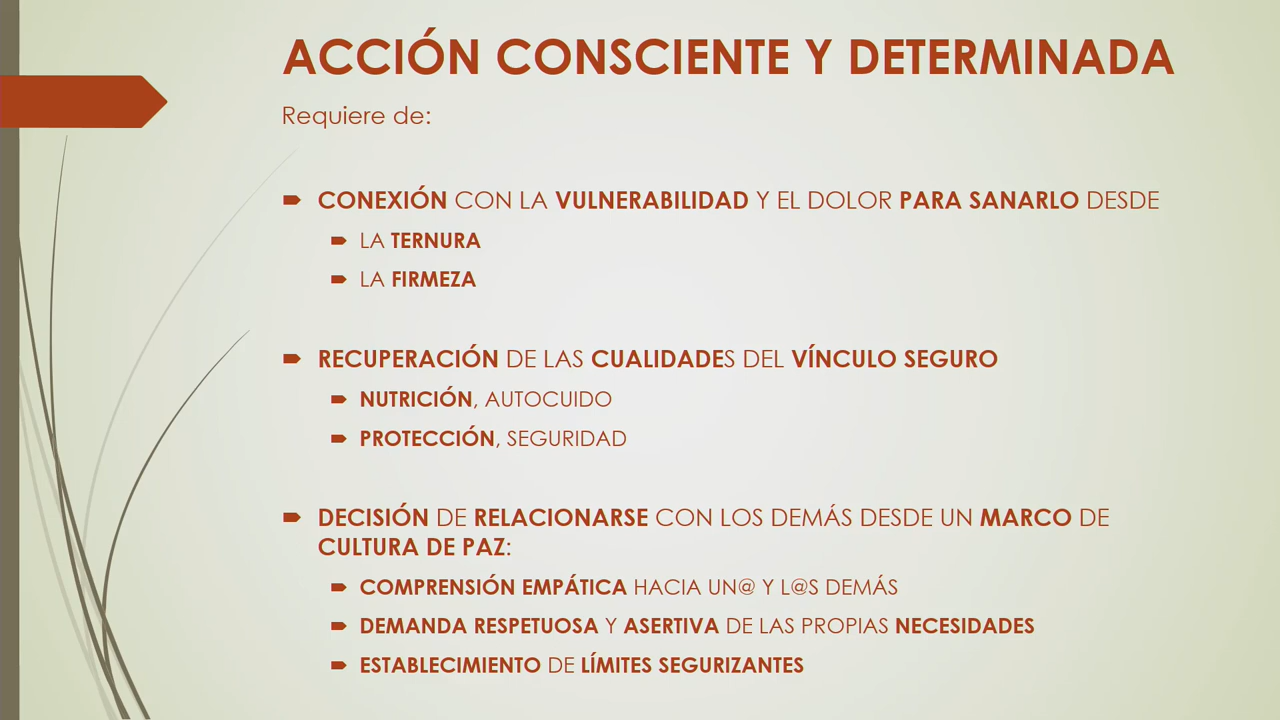 ACCIÓN CONSCIENTE Y DETERMINADA
Requiere de:
CONEXIÓN CON LA VULNERABILIDAD Y EL DOLOR PARA SANARLO DESDE
LA TERNURA
LA FIRMEZA
RECUPERACIÓN DE LAS CUALIDADES DEL VÍNCULO SEGURO
NUTRICIÓN, AUTOCUIDO
PROTECCIÓN, SEGURIDAD
DECISIÓN DE RELACIONARSE CON LOS DEMÁS DESDE UN MARCO DE
CULTURA DE PAZ:
COMPRENSIÓN EMPÁTICA HACIA UN@ Y L@S DEMÁS
DEMANDA RESPETUOSA Y ASERTIVA DE LAS PROPIAS NECESIDADES
ESTABLECIMIENTO DE LÍMITES SEGURIZANTES